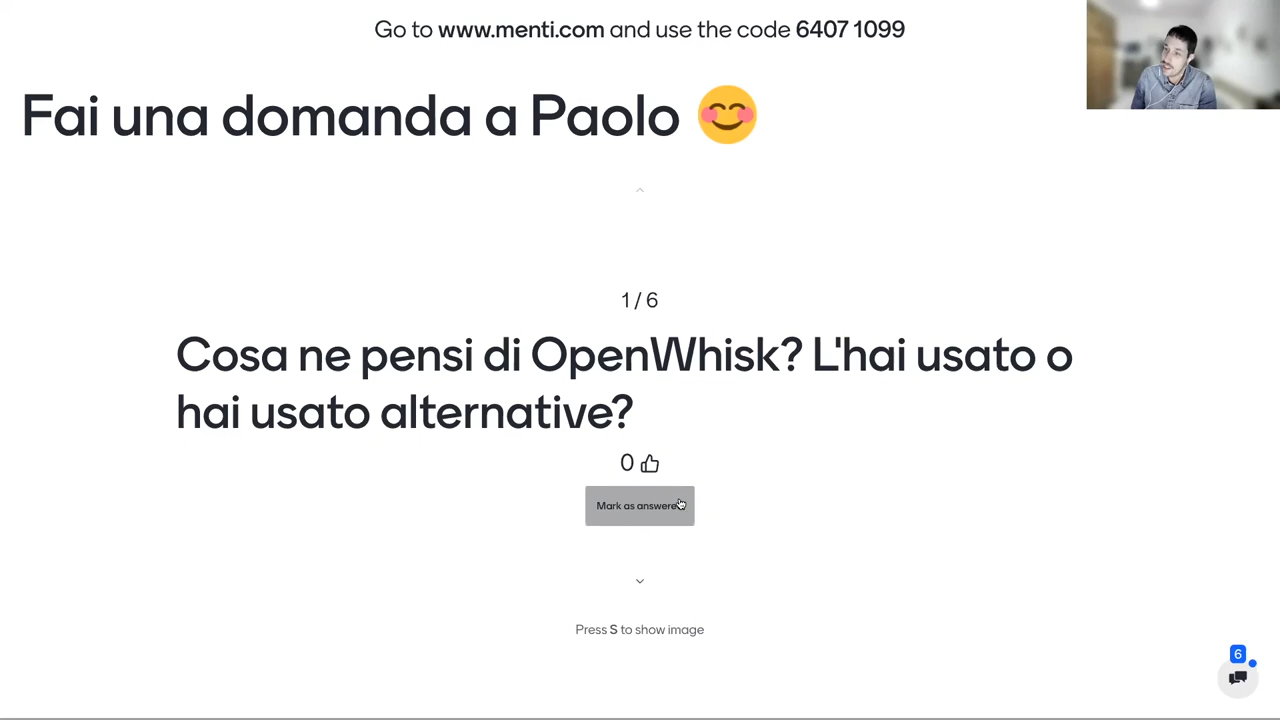 Go to www.menti.com and use the code 6407 1099
Fai una domanda a Paolo
1 / 6
Cosa ne pensi di OpenWhisk? L'hai usato o
hai usato alternative?
0
Mark as answere
Press S to show image
6